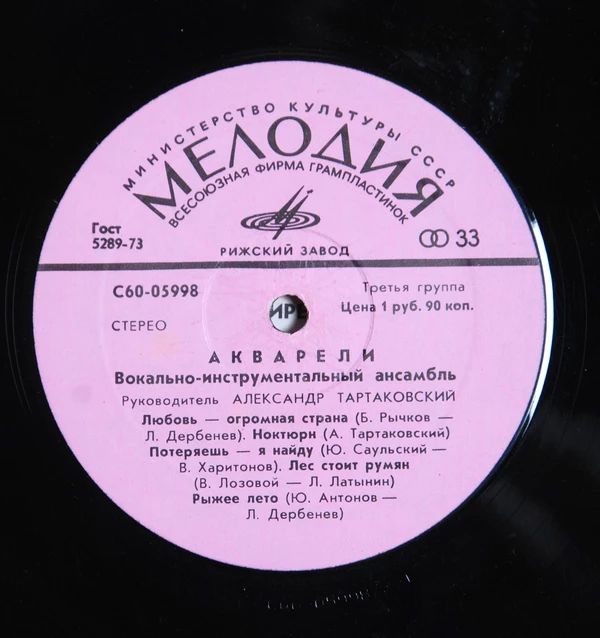 МИНИСТЕРСТВО КУЛЬТУРЫ СССР
МЕЛОДИЯ
ВСЕСОЮЗНАЯ ФИРМА ГРАМПЛАСТИНОК
Гост
5289-73
33
РИЖСКИЙ ЗАВОД
С60-05998
Третья группа
Цена 1 руб. 90 коп.
СТЕРЕО
АКВАРЕЛИ
Вокально-инструментальный ансамбль
Руководитель АЛЕКСАНДР ТАРТАКОВСКИЙ
Любовь — огромная страна (Б. Рычков —
Л. Дербенев). Ноктюрн (А. Тартаковский)
Потеряешь — я найду (Ю. Саульский —
В. Харитонов). Лес стоит румян
(В. Лозовой — Л. Латынин)
Рыжее лето (Ю. Антонов —
Л. Дербенев)